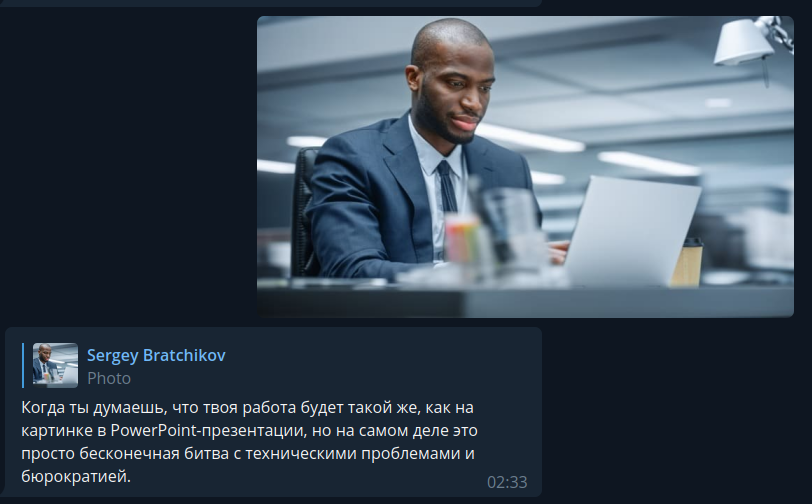 Sergey Bratchikov
Photo
Когда ты думаешь, что твоя работа будет такой же, как на
картинке в PowerPoint-презентации, но на самом деле это
просто бесконечная битва с техническими проблемами и
бюрократией.
02:33